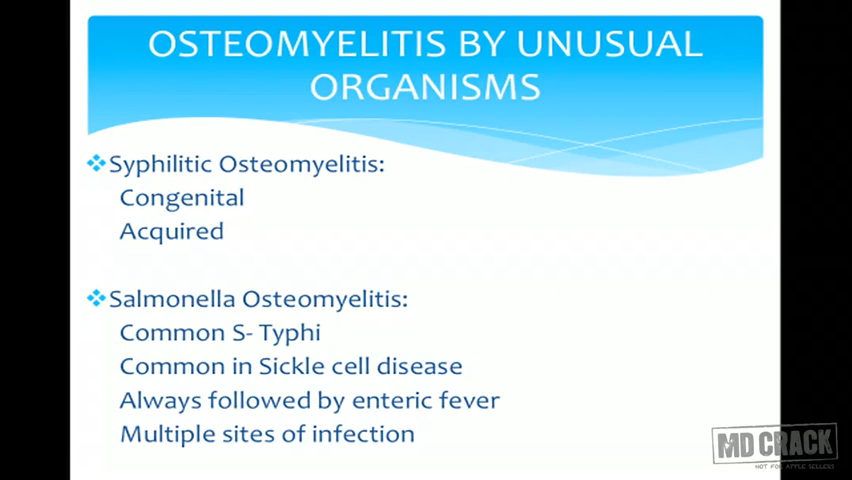 OSTEOMYELITIS BY UNUSUAL
ORGANISMS
❖Syphilitic Osteomyelitis:
Congenital
Acquired
❖Salmonella Osteomyelitis:
Common S- Typhi
Common in Sickle cell disease
Always followed by enteric fever
Multiple sites of infection
MD CRACK
NOT FOR APPLE SELLERS